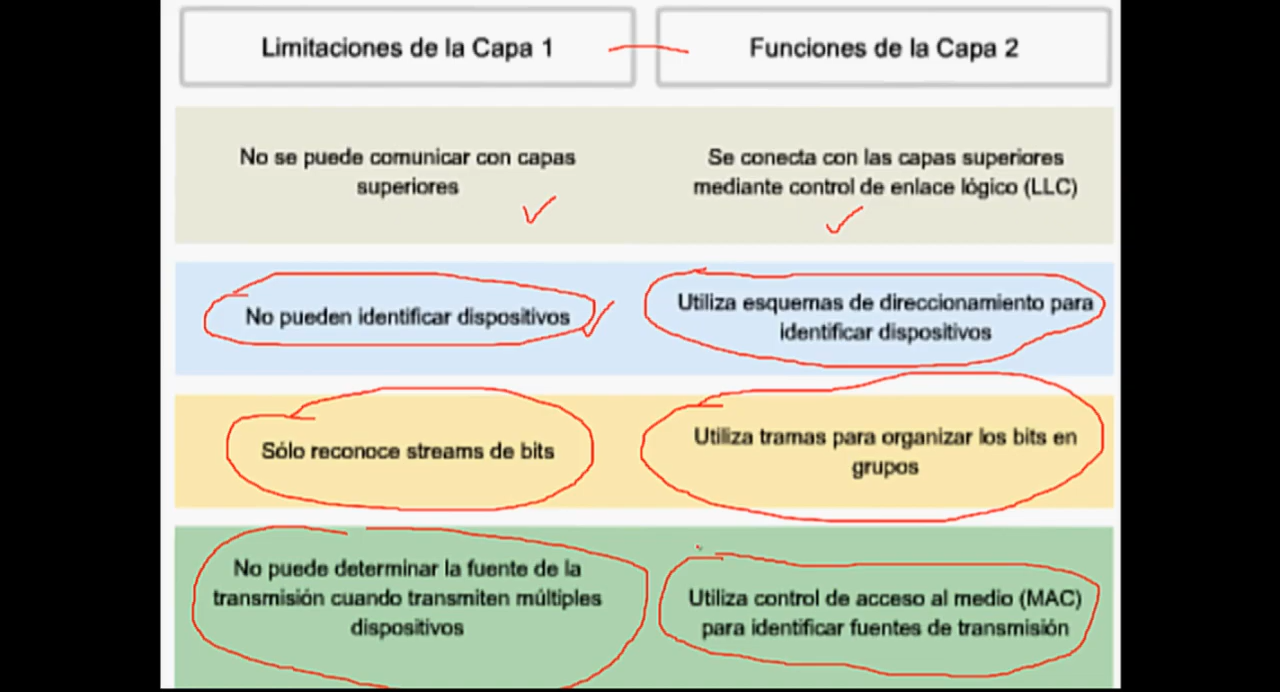 Limitaciones de la Capa 1
Funciones de la Capa 2
No se puede comunicar con capas
superiores
Se conecta con las capas superiores
mediante control de enlace lógico (LLC)
No pueden identificar dispositivos
Utiliza esquemas de direccionamiento para
identificar dispositivos
Sólo reconoce streams de bits
Utiliza tramas para organizar los bits en
grupos
No puede determinar la fuente de la
transmisión cuando transmiten múltiples
dispositivos
Utiliza control de acceso al medio (MAC)
para identificar fuentes de transmisión